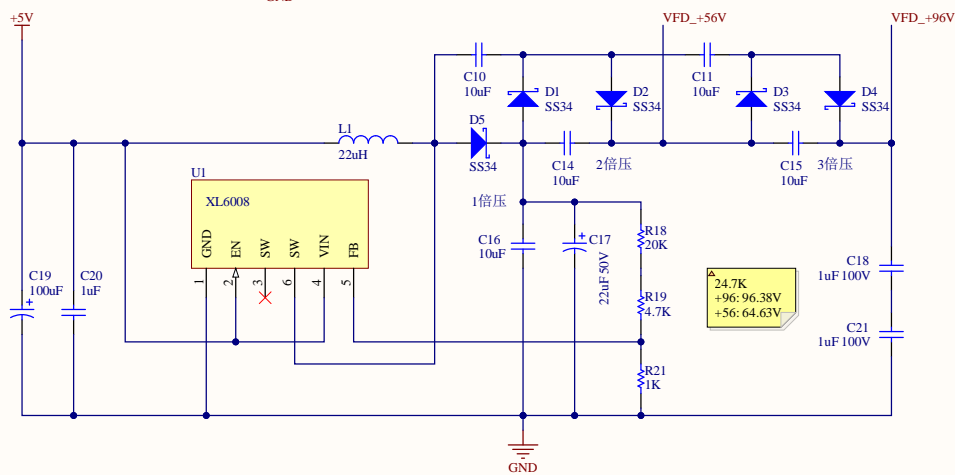 GND
+5V
VFD_+56V
VFD_+96V
C10
10uF
C11
10uF
D1
SS34
D2
SS34
D3
SS34
D4
SS34
L1
22uH
D5
SS34
C14
10uF
2倍压
C15
10uF
3倍压
U1
XL6008
GND
EN
SW
SW
VIN
FB
1
2
3
6
4
5
1倍压
C16
10uF
C17
22uF 50V
R18
20K
R19
4.7K
R21
1K
C19
100uF
C20
1uF
24.7K
+96: 96.38V
+56: 64.63V
C18
1uF 100V
C21
1uF 100V
GND